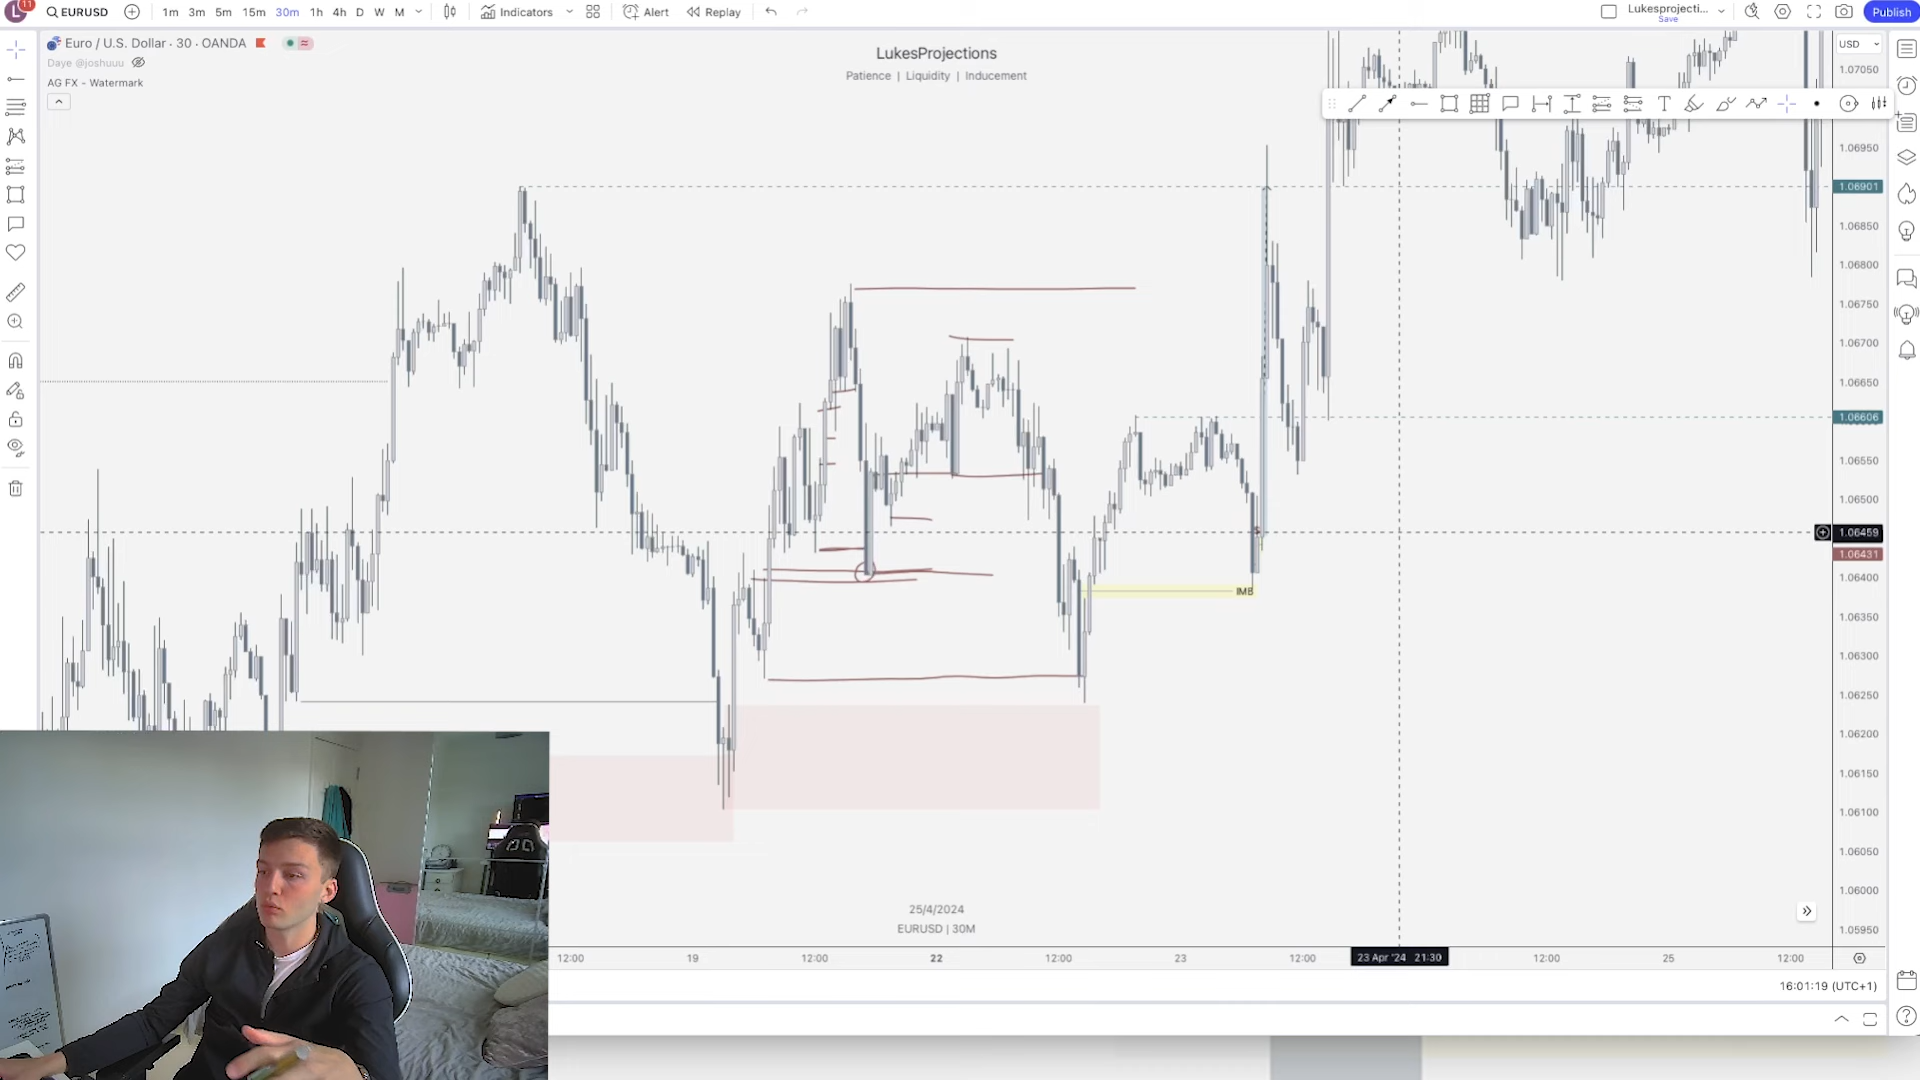 L 11 EURUSD 1m 3m 5m 15m 30m 1h 4h D W M Indicators Alert Replay Lukesprojecti... Save Publish
Euro / U.S. Dollar · 30 · OANDA
Daye @joshuuu
AG FX - Watermark
LukesProjections
Patience | Liquidity | Inducement
USD
1.07050
1.06950
1.06901
1.06850
1.06800
1.06750
1.06700
1.06650
1.06606
1.06550
1.06500
1.06459
1.06431
1.06400
IMB
1.06350
1.06300
1.06250
1.06200
1.06150
1.06100
1.06050
1.06000
1.05950
25/4/2024
EURUSD | 30M
12:00 19 12:00 22 12:00 23 12:00 23 Apr '24 21:30 12:00 25 12:00
16:01:19 (UTC+1)